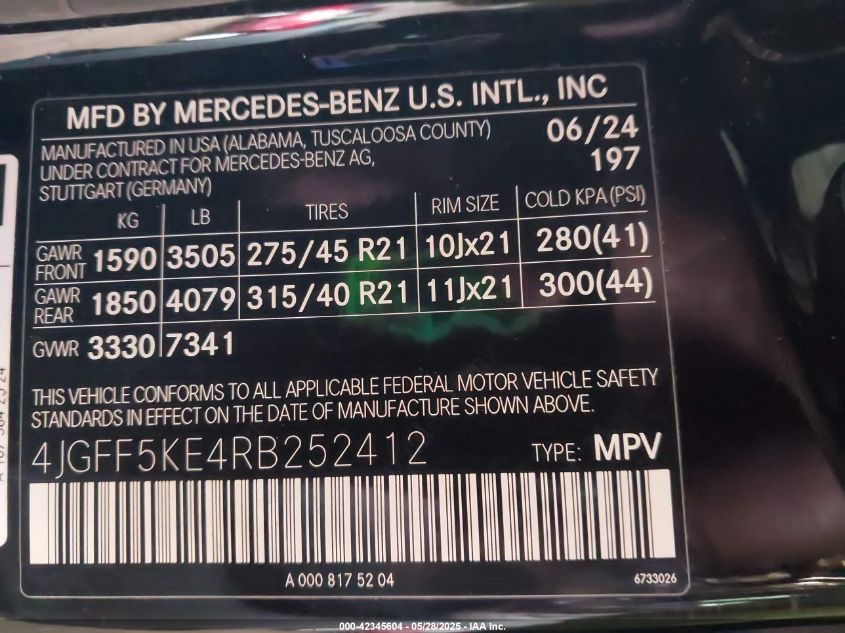 MFD BY MERCEDES-BENZ U.S. INTL., INC
MANUFACTURED IN USA (ALABAMA, TUSCALOOSA COUNTY) 06/24
UNDER CONTRACT FOR MERCEDES-BENZ AG, 197
STUTTGART (GERMANY)
KG LB TIRES RIM SIZE COLD KPA (PSI)
GAWR FRONT 1590 3505 275/45 R21 10Jx21 280(41)
GAWR REAR 1850 4079 315/40 R21 11Jx21 300(44)
GVWR 3330 7341
THIS VEHICLE CONFORMS TO ALL APPLICABLE FEDERAL MOTOR VEHICLE SAFETY
STANDARDS IN EFFECT ON THE DATE OF MANUFACTURE SHOWN ABOVE.
4JGFF5KE4RB252412 TYPE: MPV
A 000 817 52 04 6733026
000-42345604 - 05/28/2025 - IAA Inc.